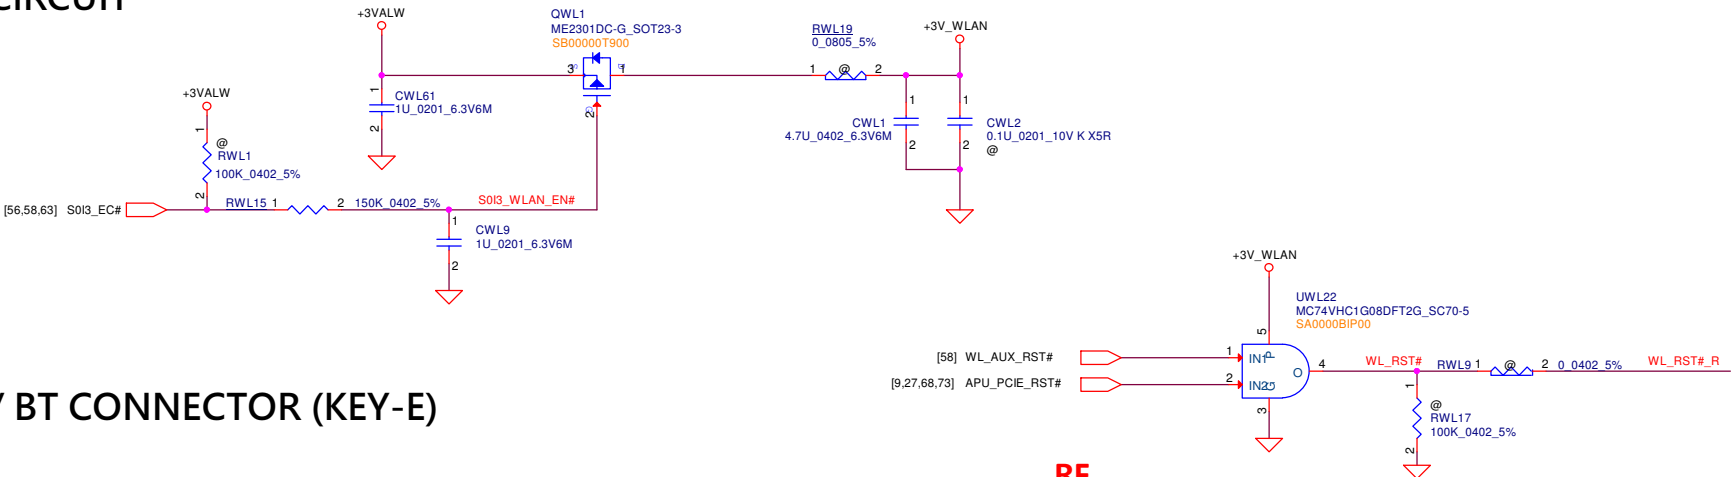 CIRCUIT
+3VALW
QWL1
ME2301DC-G_SOT23-3
SB00000T900
3
1
2
RWL19
0_0805_5%
1
@
2
+3V_WLAN
1
CWL61
1U_0201_6.3V6M
2
+3VALW
1
@
RWL1
100K_0402_5%
2
1
CWL1
4.7U_0402_6.3V6M
2
1
CWL2
0.1U_0201_10V K X5R
2
@
[56,58,63] S0I3_EC#
RWL15 1
2 150K_0402_5%
S0I3_WLAN_EN#
1
CWL9
1U_0201_6.3V6M
2
+3V_WLAN
UWL22
MC74VHC1G08DFT2G_SC70-5
SA0000BIP00
5
[58] WL_AUX_RST#
1
IN1
P
[9,27,68,73] APU_PCIE_RST#
2
IN2
G
O
4
3
WL_RST#
RWL9 1
@
2 0_0402_5%
WL_RST#_R
1
@
RWL17
100K_0402_5%
2
/ BT CONNECTOR (KEY-E)
RF